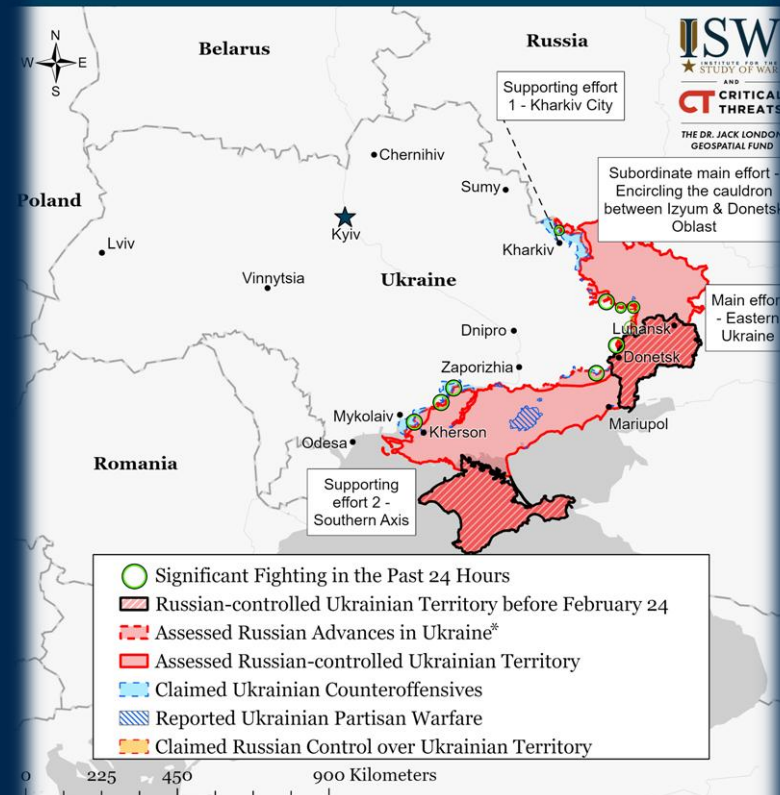 N
W E
S
Belarus
Russia
ISW
INSTITUTE FOR THE
STUDY OF WAR
AND
CT CRITICAL
THREATS
THE DR. JACK LONDON
GEOSPATIAL FUND
Supporting effort
1 - Kharkiv City
Chernihiv
Sumy
Subordinate main effort -
Encirling the cauldron
between Izyum & Donetsk
Oblast
Poland
Lviv
Kyiv
Kharkiv
Vinnytsia
Ukraine
Main effort
- Eastern
Ukraine
Dnipro
Luhansk
Donetsk
Zaporizhia
Mykolaiv
Mariupol
Odesa
Kherson
Romania
Supporting
effort 2 -
Southern Axis
Significant Fighting in the Past 24 Hours
Russian-controlled Ukrainian Territory before February 24
Assessed Russian Advances in Ukraine*
Assessed Russian-controlled Ukrainian Territory
Claimed Ukrainian Counteroffensives
Reported Ukrainian Partisan Warfare
Claimed Russian Control over Ukrainian Territory
0 225 450 900 Kilometers